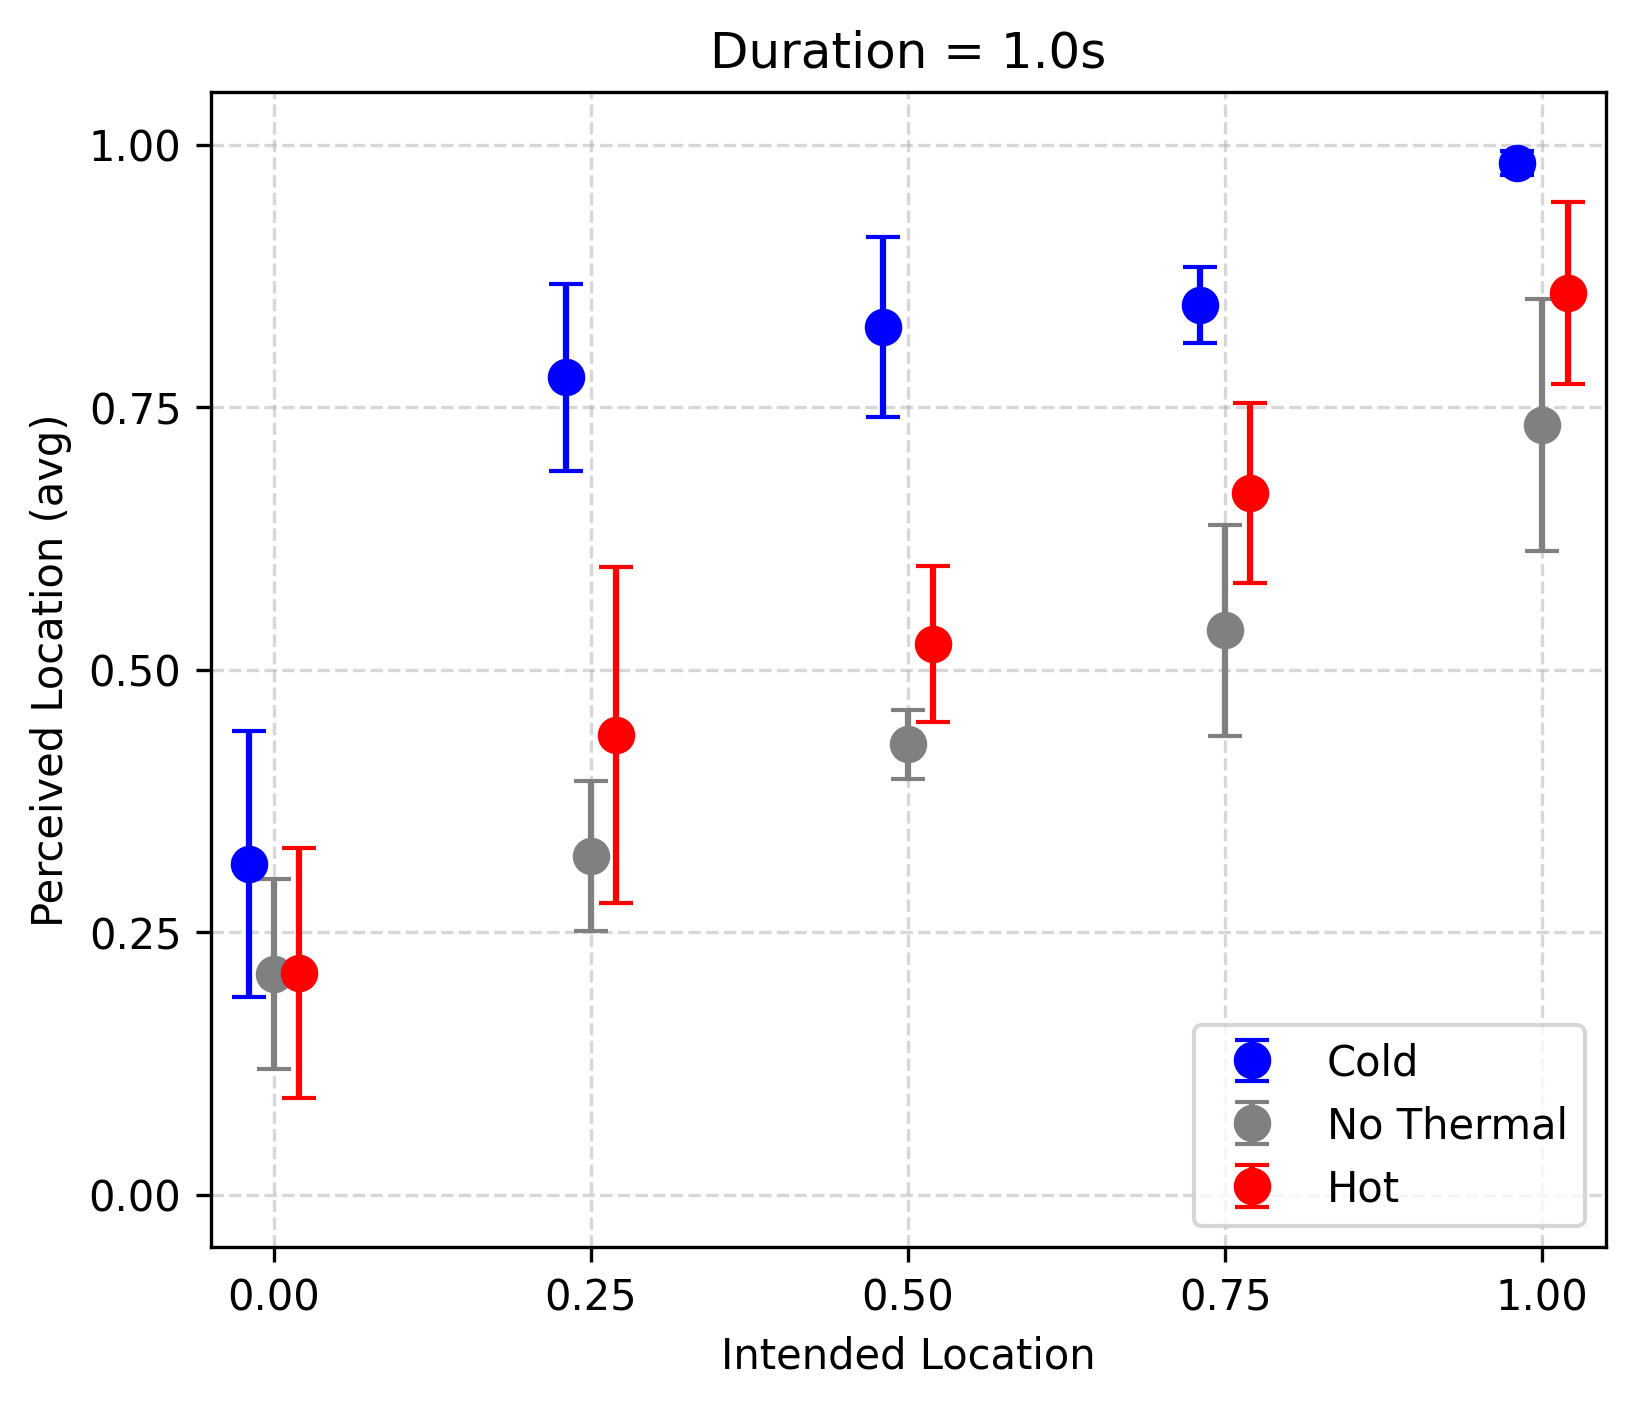 Duration = 1.0s
Perceived Location (avg)
1.00
0.75
0.50
0.25
0.00
Cold
No Thermal
Hot
0.00 0.25 0.50 0.75 1.00
Intended Location